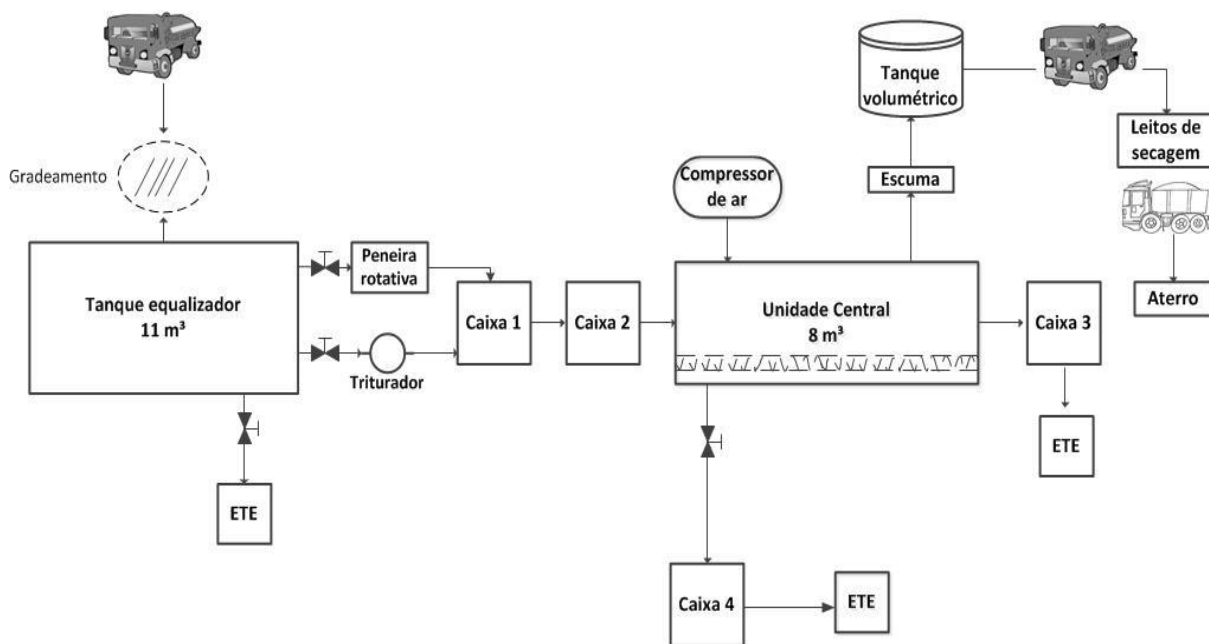 Gradeamento
Tanque equalizador
11 m³
Peneira
rotativa
Triturador
ETE
Caixa 1
Caixa 2
Compressor
de ar
Unidade Central
8 m³
Escuma
Tanque
volumétrico
Leitos de
secagem
Aterro
Caixa 3
ETE
Caixa 4
ETE